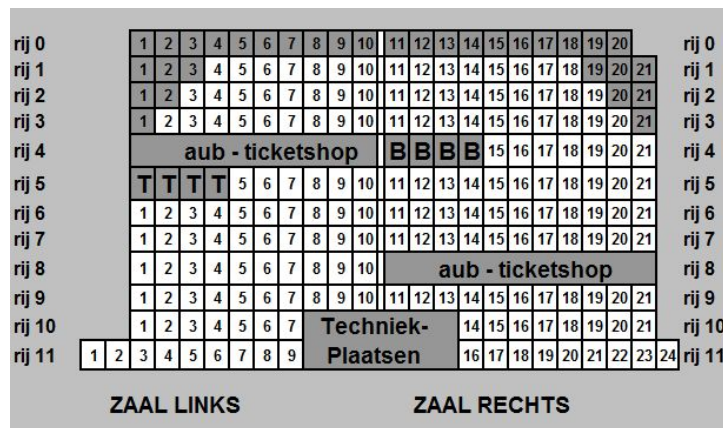 rij 0 1 2 3 4 5 6 7 8 9 10 11 12 13 14 15 16 17 18 19 20 rij 0
rij 1 1 2 3 4 5 6 7 8 9 10 11 12 13 14 15 16 17 18 19 20 21 rij 1
rij 2 1 2 3 4 5 6 7 8 9 10 11 12 13 14 15 16 17 18 19 20 21 rij 2
rij 3 1 2 3 4 5 6 7 8 9 10 11 12 13 14 15 16 17 18 19 20 21 rij 3
rij 4 aub - ticketshop B B B B 15 16 17 18 19 20 21 rij 4
rij 5 T T T T 5 6 7 8 9 10 11 12 13 14 15 16 17 18 19 20 21 rij 5
rij 6 1 2 3 4 5 6 7 8 9 10 11 12 13 14 15 16 17 18 19 20 21 rij 6
rij 7 1 2 3 4 5 6 7 8 9 10 11 12 13 14 15 16 17 18 19 20 21 rij 7
rij 8 1 2 3 4 5 6 7 8 9 10 aub - ticketshop rij 8
rij 9 1 2 3 4 5 6 7 8 9 10 11 12 13 14 15 16 17 18 19 20 21 rij 9
rij 10 1 2 3 4 5 6 7 Techniek- 14 15 16 17 18 19 20 21 rij 10
rij 11 1 2 3 4 5 6 7 8 9 Plaatsen 16 17 18 19 20 21 22 23 24 rij 11
ZAAL LINKS ZAAL RECHTS